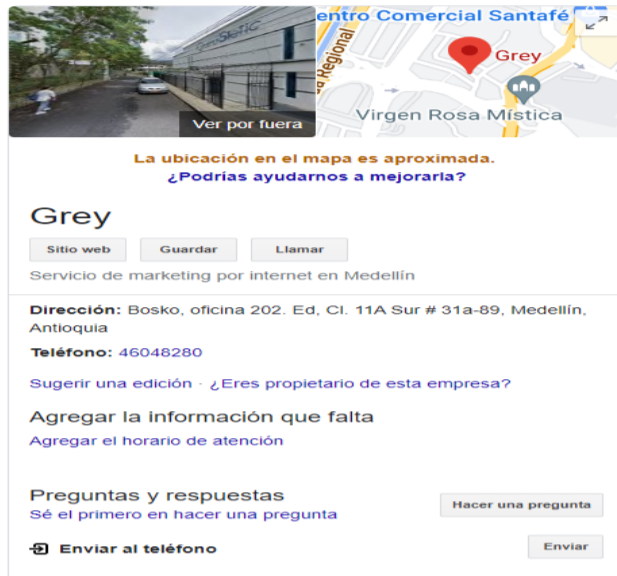 entro Comercial Santafé
Regional
Grey
Virgen Rosa Mística
Ver por fuera
La ubicación en el mapa es aproximada.
¿Podrías ayudarnos a mejorarla?
Grey
Sitio web Guardar Llamar
Servicio de marketing por internet en Medellín
Dirección: Bosko, oficina 202. Ed, Cl. 11A Sur # 31a-89, Medellín,
Antioquia
Teléfono: 46048280
Sugerir una edición · ¿Eres propietario de esta empresa?
Agregar la información que falta
Agregar el horario de atención
Preguntas y respuestas
Hacer una pregunta
Sé el primero en hacer una pregunta
Enviar al teléfono Enviar